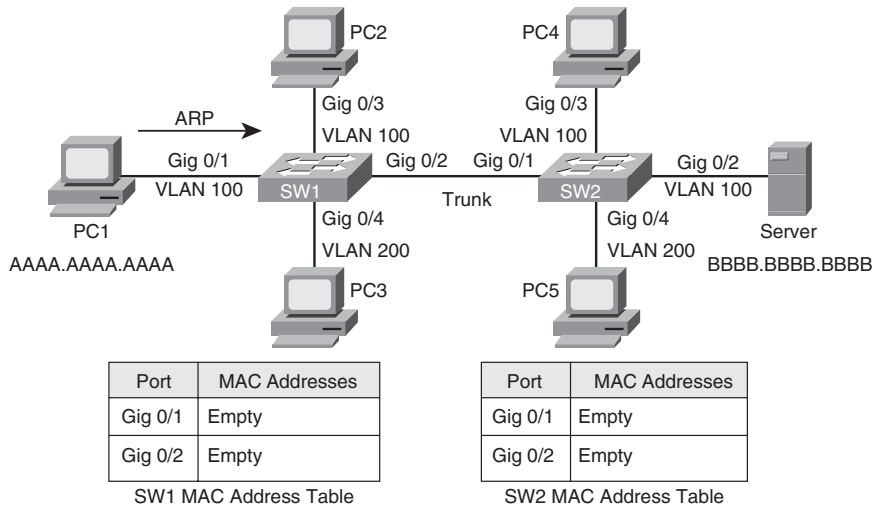 PC2
PC4
ARP
Gig 0/3
VLAN 100
Gig 0/3
VLAN 100
Gig 0/1
VLAN 100
SW1
Gig 0/2
Gig 0/1
Trunk
SW2
Gig 0/2
VLAN 100
PC1
AAAA.AAAA.AAAA
Gig 0/4
VLAN 200
PC3
Gig 0/4
VLAN 200
PC5
Server
BBBB.BBBB.BBBB
Port MAC Addresses
Gig 0/1 Empty
Gig 0/2 Empty
SW1 MAC Address Table
Port MAC Addresses
Gig 0/1 Empty
Gig 0/2 Empty
SW2 MAC Address Table